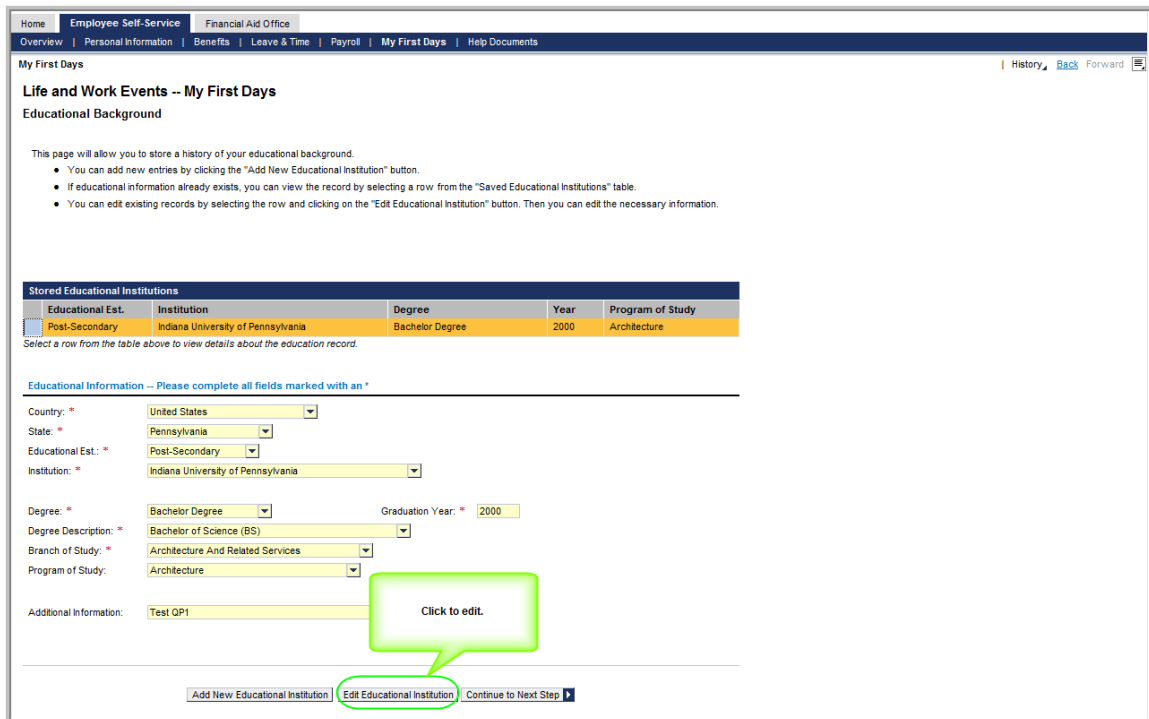 Home Employee Self-Service Financial Aid Office
Overview | Personal Information | Benefits | Leave & Time | Payroll | My First Days | Help Documents
My First Days | History Back Forward
Life and Work Events -- My First Days
Educational Background
This page will allow you to store a history of your educational background.
• You can add new entries by clicking the "Add New Educational Institution" button.
• If educational information already exists, you can view the record by selecting a row from the "Saved Educational Institutions" table.
• You can edit existing records by selecting the row and clicking on the "Edit Educational Institution" button. Then you can edit the necessary information.
Stored Educational Institutions
Educational Est. Institution Degree Year Program of Study
Post-Secondary Indiana University of Pennsylvania Bachelor Degree 2000 Architecture
Select a row from the table above to view details about the education record.
Educational Information -- Please complete all fields marked with an *
Country: * United States
State: * Pennsylvania
Educational Est.: * Post-Secondary
Institution: * Indiana University of Pennsylvania
Degree: * Bachelor Degree Graduation Year: * 2000
Degree Description: * Bachelor of Science (BS)
Branch of Study: * Architecture And Related Services
Program of Study: Architecture
Additional Information: Test QP1
Click to edit.
Add New Educational Institution Edit Educational Institution Continue to Next Step